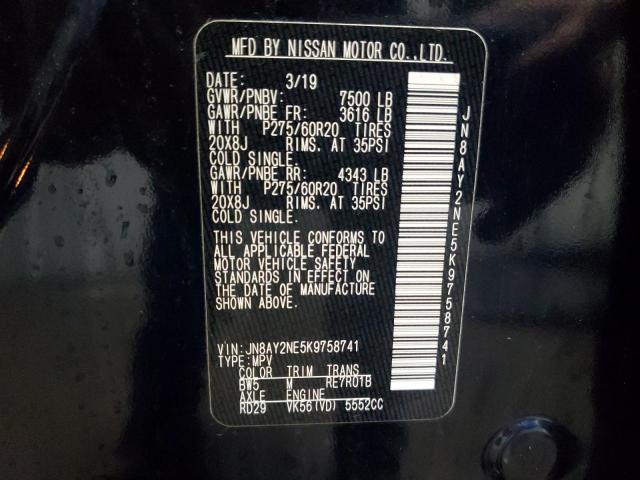 MFD BY NISSAN MOTOR CO.,LTD.
DATE: 3/19
GVWR/PNBV: 7500 LB
GAWR/PNBE FR: 3616 LB
WITH P275/60R20 TIRES
20X8J RIMS. AT 35PSI
COLD SINGLE.
GAWR/PNBE RR: 4343 LB
WITH P275/60R20 TIRES
20X8J RIMS. AT 35PSI
COLD SINGLE.
THIS VEHICLE CONFORMS TO
ALL APPLICABLE FEDERAL
MOTOR VEHICLE SAFETY
STANDARDS IN EFFECT ON
THE DATE OF MANUFACTURE
SHOWN ABOVE.
VIN:JN8AY2NE5K9758741
TYPE:MPV
COLOR TRIM TRANS
BW5 M RE7R01B
AXLE ENGINE
RD29 VK56(VD) 5552CC
JN8AY2NE5K9758741